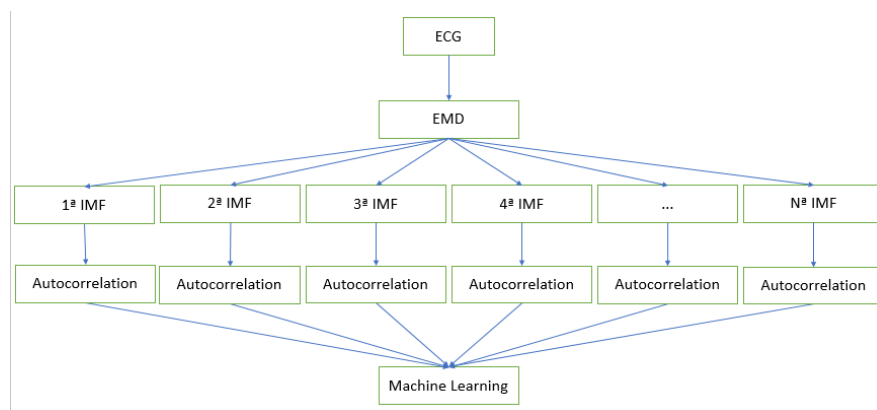 ECG
EMD
1ª IMF
2ª IMF
3ª IMF
4ª IMF
...
Nª IMF
Autocorrelation
Autocorrelation
Autocorrelation
Autocorrelation
Autocorrelation
Autocorrelation
Machine Learning